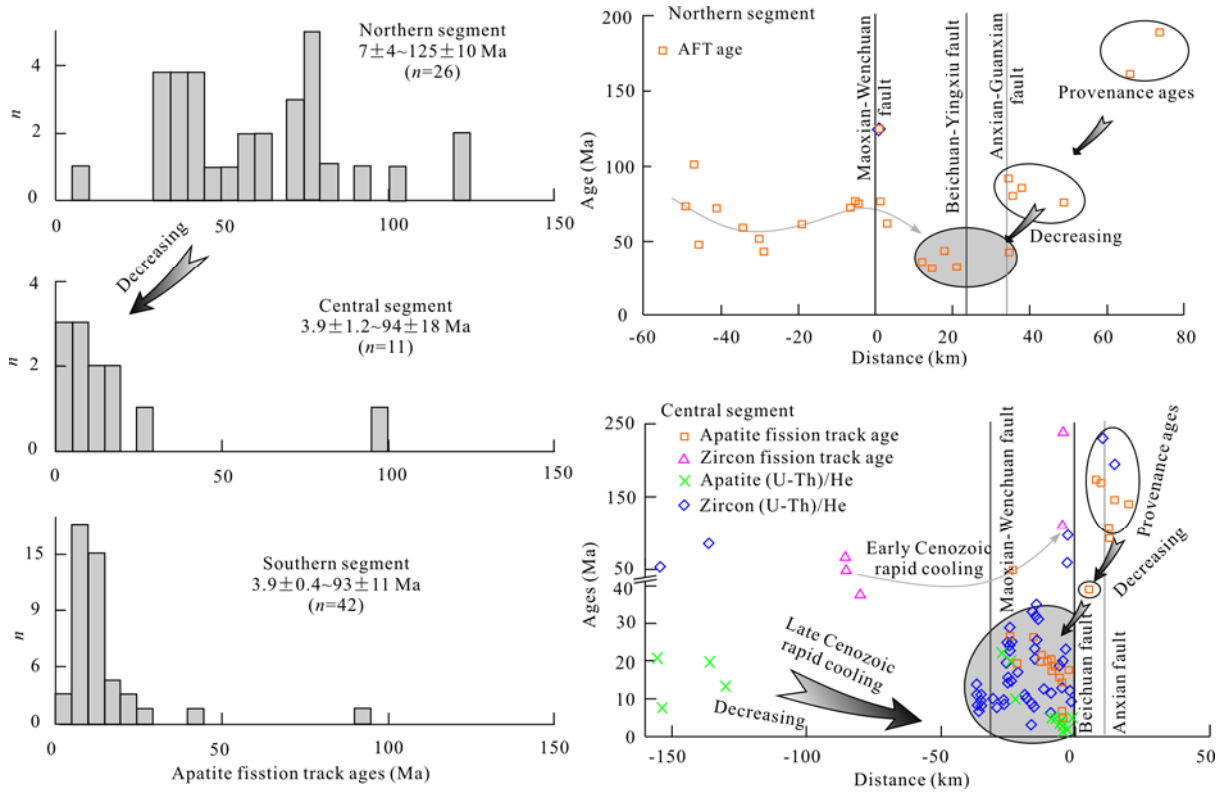 Northern segment
7±4~125±10 Ma
(n=26)
n
4
2
0
0
50
100
150
Decreasing
Central segment
3.9±1.2~94±18 Ma
(n=11)
n
4
2
0
0
50
100
150
Southern segment
3.9±0.4~93±11 Ma
(n=42)
n
15
9
6
0
0
50
100
150
Apatite fisstion track ages (Ma)
Northern segment
AFT age
Age (Ma)
200
150
100
50
0
Maoxian-Wenchuan
fault
Beichuan-Yingxiu fault
Anxian-Guanxian
fault
Provenance ages
Decreasing
-60
-40
-20
0
20
40
60
80
Distance (km)
Central segment
Apatite fission track age
Zircon fission track age
Apatite (U-Th)/He
Zircon (U-Th)/He
Ages (Ma)
250
150
50
40
30
20
10
0
Maoxian-Wenchuan fault
Beichuan fault
Anxian fault
Provenance ages
Decreasing
Early Cenozoic
rapid cooling
Late Cenozoic
rapid cooling
Decreasing
-150
-100
-50
0
50
Distance (km)